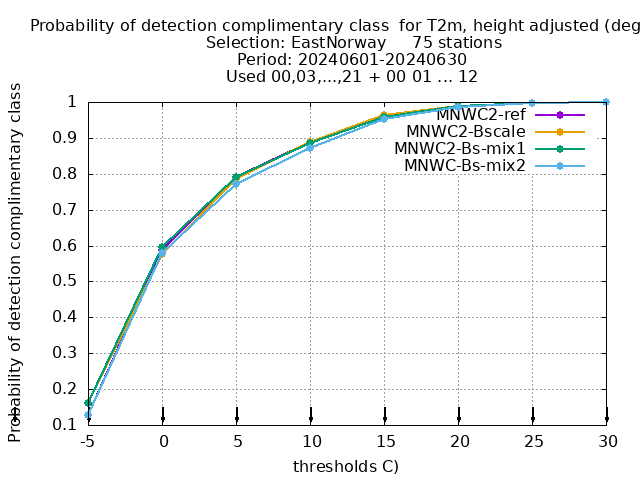 Probability of detection complimentary class  for T2m, height adjusted (deg
Selection: EastNorway     75 stations
Period: 20240601-20240630
Used 00,03,...,21 + 00 01 ... 12
Probability of detection complimentary class
1
0.9
0.8
0.7
0.6
0.5
0.4
0.3
0.2
0.1
MNWC2-ref
MNWC2-Bscale
MNWC2-Bs-mix1
MNWC-Bs-mix2
-5 0 5 10 15 20 25 30
thresholds C)